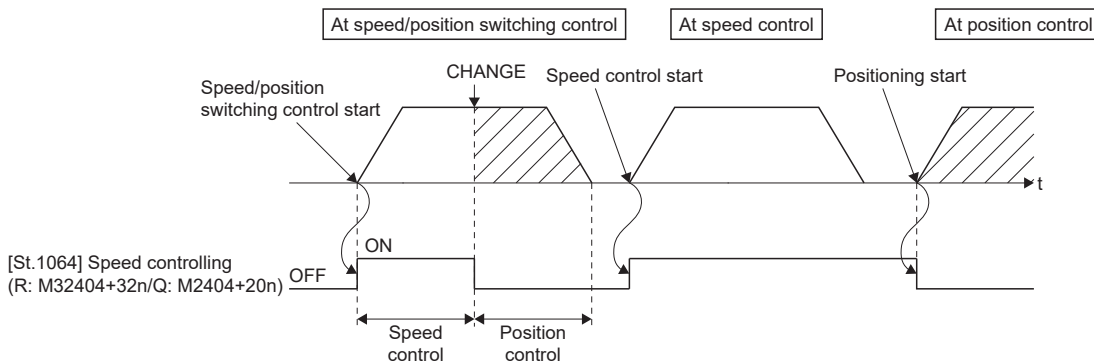 At speed/position switching control
At speed control
At position control
CHANGE
Speed control start
Positioning start
Speed/position
switching control start
t
ON
[St.1064] Speed controlling
(R: M32404+32n/Q: M2404+20n)
OFF
Speed
control
Position
control